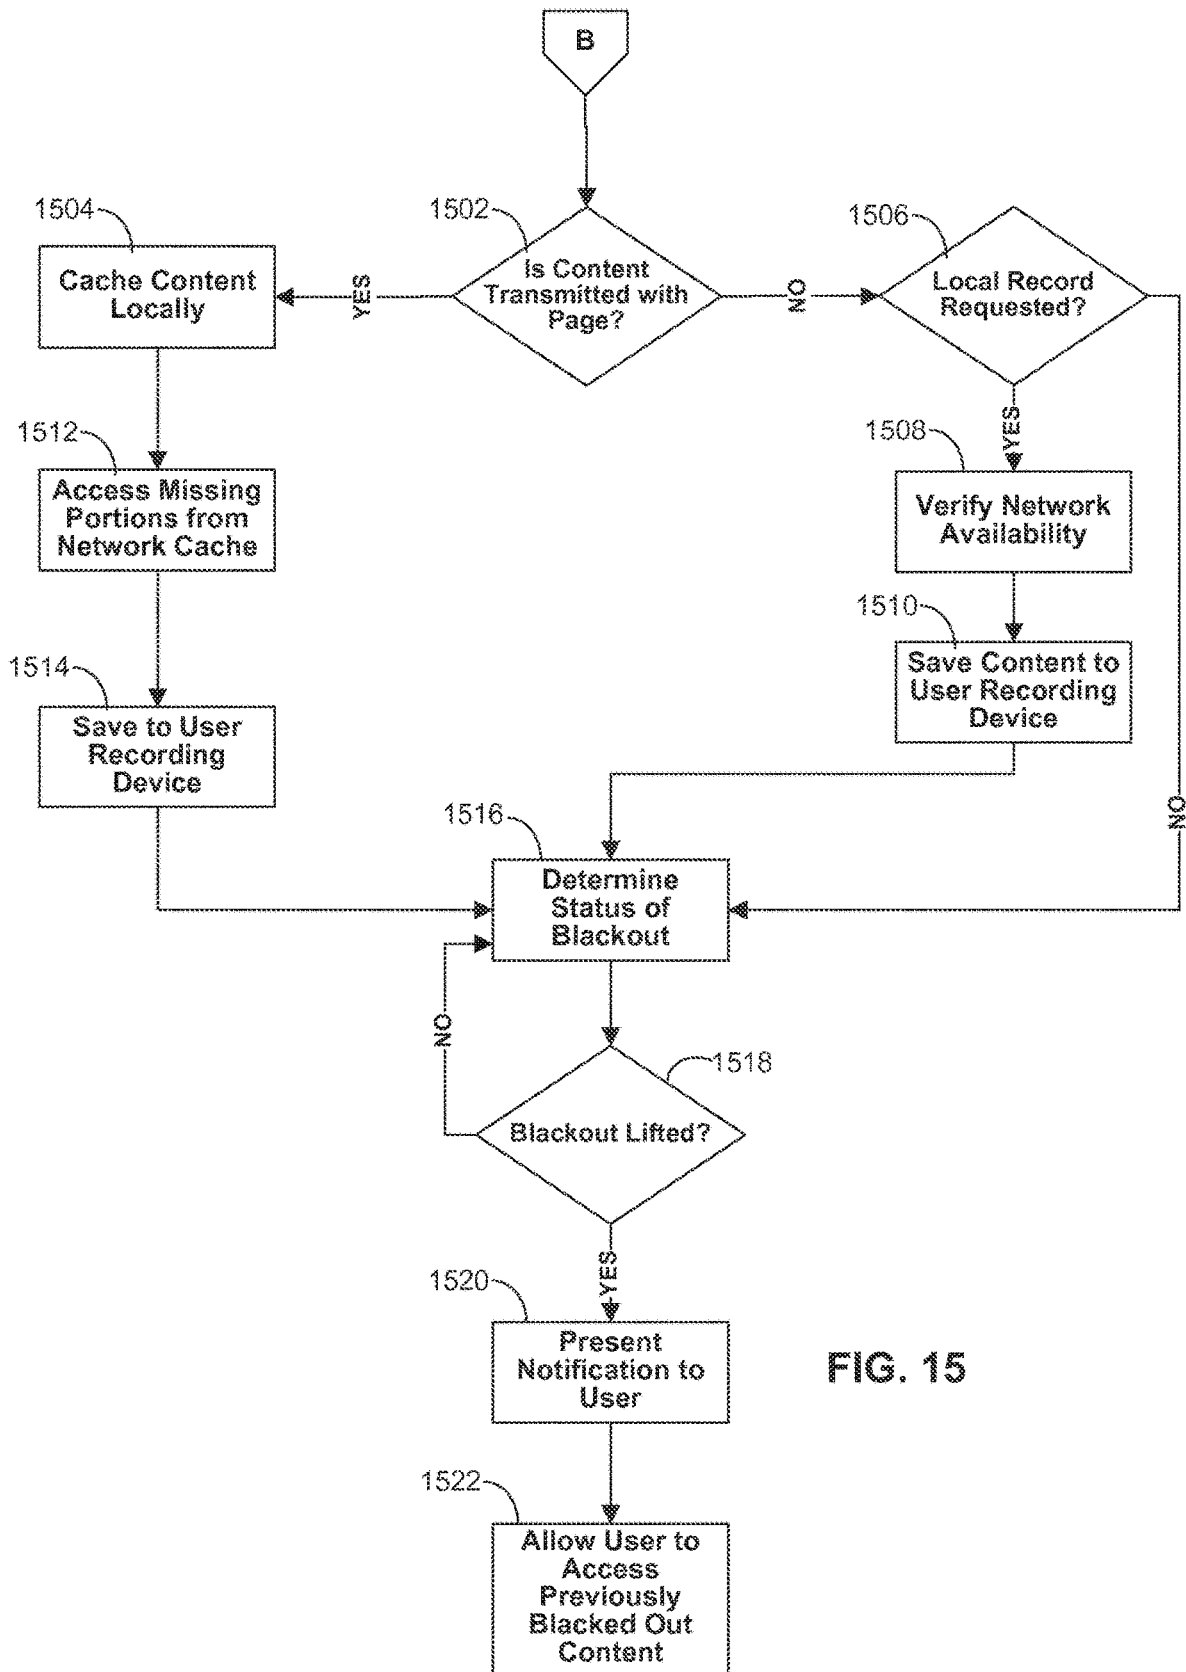 B
1504
1502
1506
Cache Content
Locally
YES
Is Content
Transmitted with
Page?
NO
Local Record
Requested?
1512
Access Missing
Portions from
Network Cache
YES
1508
Verify Network
Availability
1510
Save Content to
User Recording
Device
1514
Save to User
Recording
Device
NO
1516
Determine
Status of
Blackout
NO
1518
Blackout Lifted?
YES
1520
Present
Notification to
User
FIG. 15
1522
Allow User to
Access
Previously
Blacked Out
Content